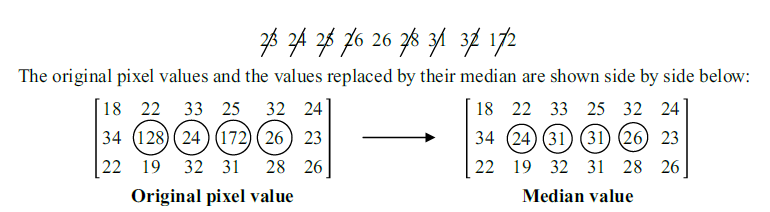 23 24 25 26 26 28 31 32 172
The original pixel values and the values replaced by their median are shown side by side below:
18 22 33 25 32 24 18 22 33 25 32 24
34 128 24 172 26 23 34 24 31 31 26 23
22 19 32 31 28 26 22 19 32 31 28 26
Original pixel value Median value